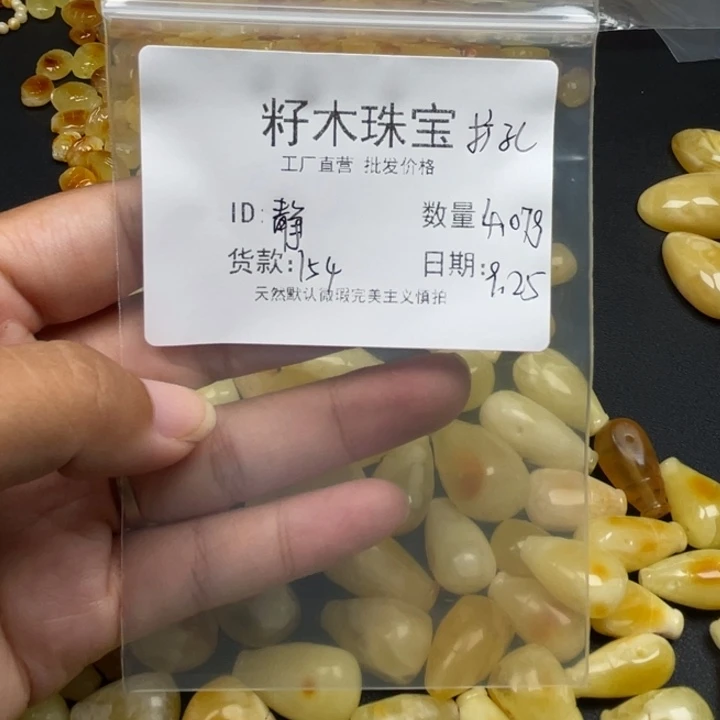 籽木珠宝 打孔
工厂直营 批发价格
ID: 静 数量 4.07g
货款: 154 日期: 9.25
天然默认微瑕完美主义慎拍